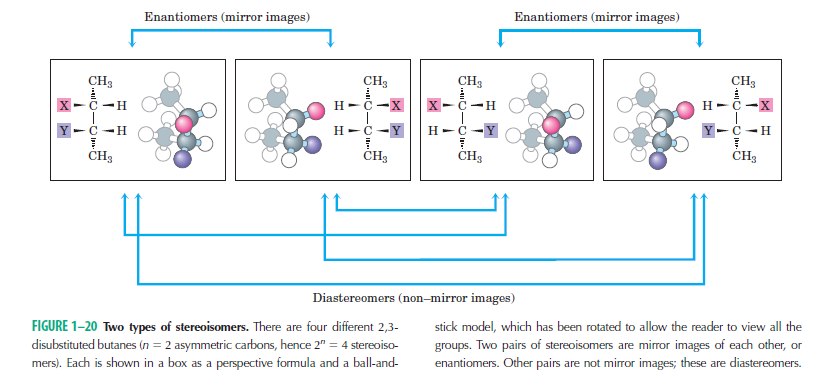 Enantiomers (mirror images)
Enantiomers (mirror images)
CH3
X C H
Y C H
CH3
CH3
H C X
H C Y
CH3
CH3
X C H
H C Y
CH3
CH3
H C X
Y C H
CH3
Diastereomers (non–mirror images)
FIGURE 1–20 Two types of stereoisomers. There are four different 2,3-
disubstituted butanes (n = 2 asymmetric carbons, hence 2ⁿ = 4 stereoiso-
mers). Each is shown in a box as a perspective formula and a ball-and-
stick model, which has been rotated to allow the reader to view all the
groups. Two pairs of stereoisomers are mirror images of each other, or
enantiomers. Other pairs are not mirror images; these are diastereomers.